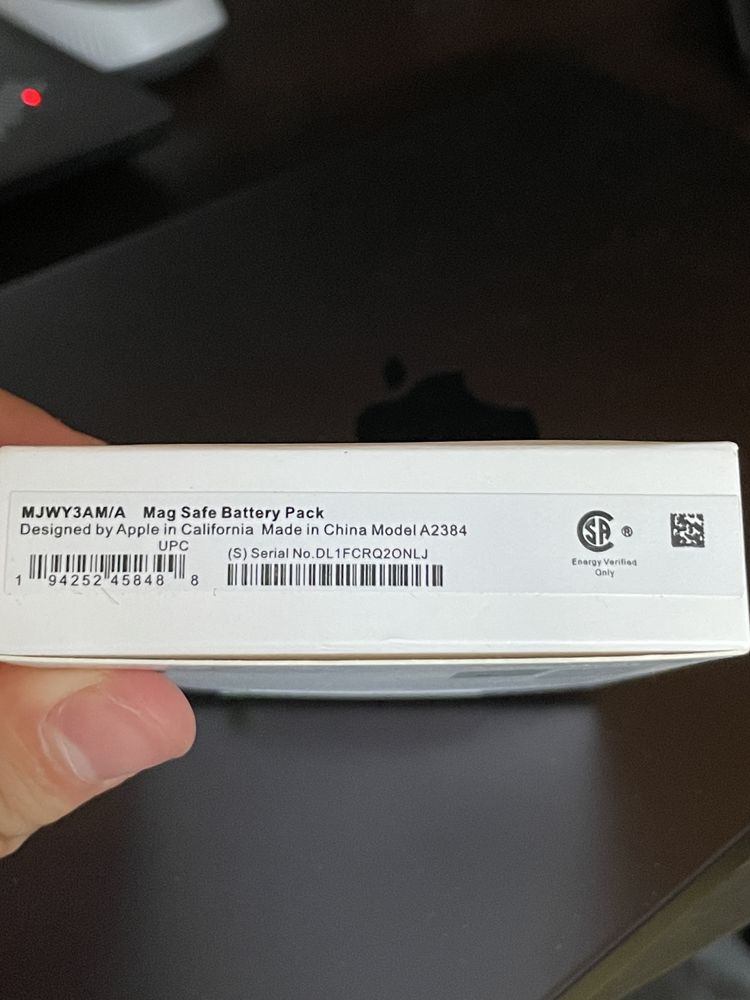 MJWY3AM/A Mag Safe Battery Pack
Designed by Apple in California Made in China Model A2384
UPC
1 94252 45848 8
(S) Serial No.DL1FCRQ2ONLJ
SA ®
Energy Verified
Only